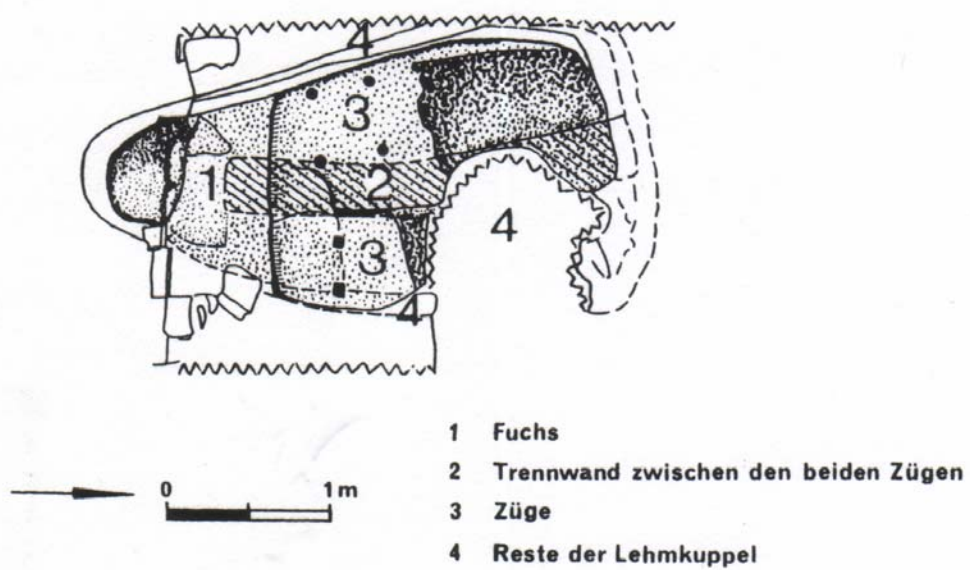 4
3
1
2
4
3
4
0 1m
1 Fuchs
2 Trennwand zwischen den beiden Zügen
3 Züge
4 Reste der Lehmkuppel